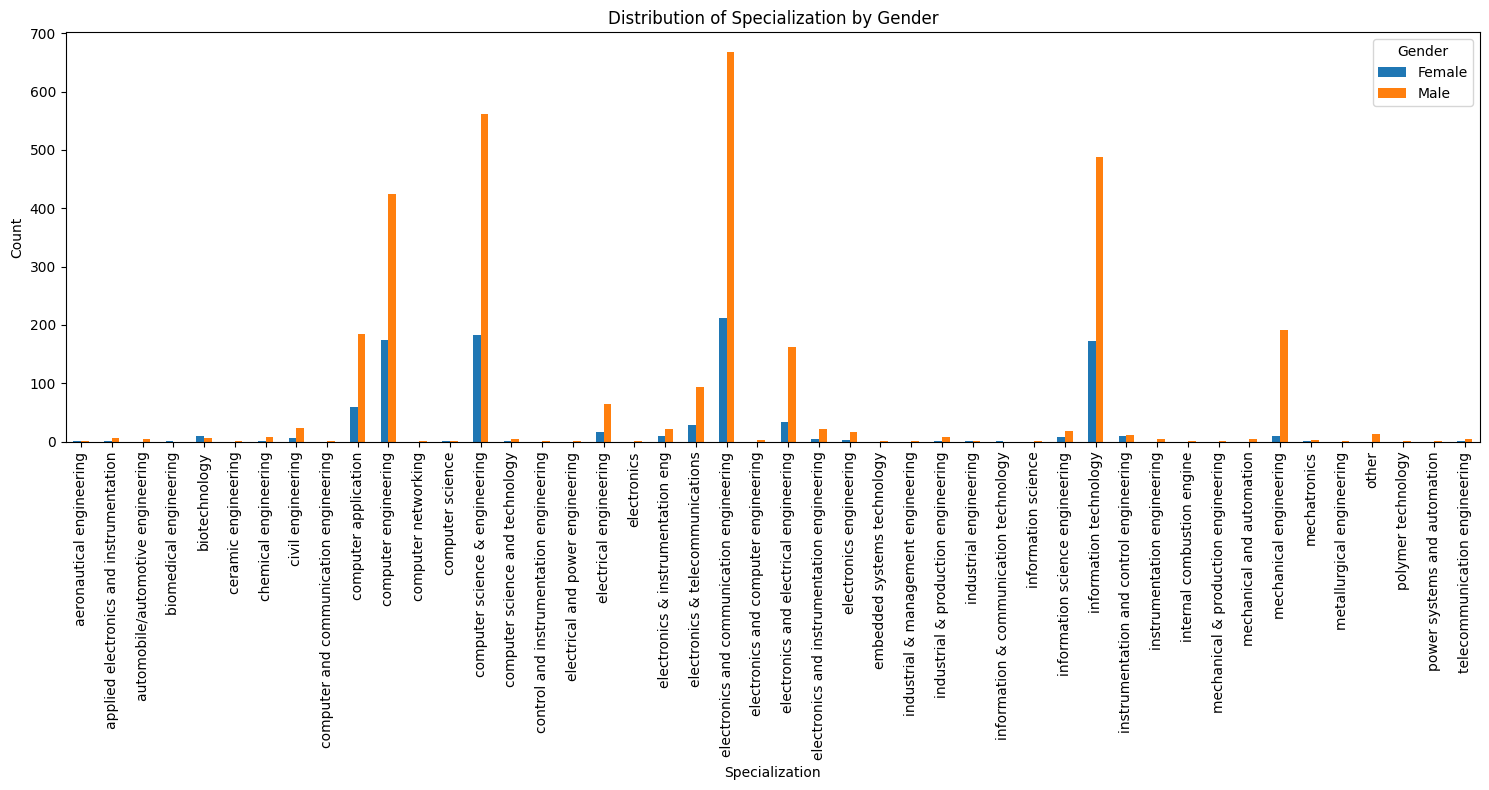 Distribution of Specialization by Gender
Gender
Female
Male
Count
700
600
500
400
300
200
100
0
aeronautical engineering
applied electronics and instrumentation
automobile/automotive engineering
biomedical engineering
biotechnology
ceramic engineering
chemical engineering
civil engineering
computer and communication engineering
computer application
computer engineering
computer networking
computer science
computer science & engineering
computer science and technology
control and instrumentation engineering
electrical and power engineering
electrical engineering
electronics
electronics & instrumentation eng
electronics & telecommunications
electronics and communication engineering
electronics and computer engineering
electronics and electrical engineering
electronics and instrumentation engineering
electronics engineering
embedded systems technology
industrial & management engineering
industrial & production engineering
industrial engineering
information & communication technology
information science
information science engineering
information technology
instrumentation and control engineering
instrumentation engineering
internal combustion engine
mechanical & production engineering
mechanical and automation
mechanical engineering
mechatronics
metallurgical engineering
other
polymer technology
power systems and automation
telecommunication engineering
Specialization